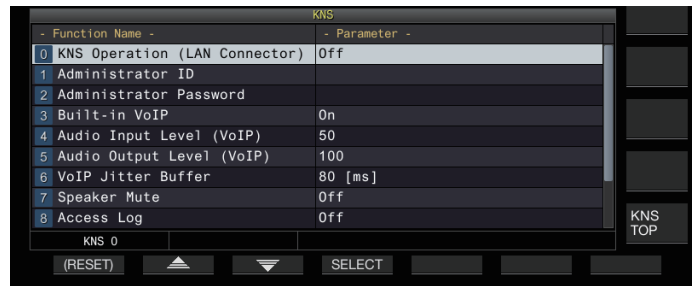 KNS
- Function Name - - Parameter -
0 KNS Operation (LAN Connector) Off
1 Administrator ID
2 Administrator Password
3 Built-in VoIP On
4 Audio Input Level (VoIP) 50
5 Audio Output Level (VoIP) 100
6 VoIP Jitter Buffer 80 [ms]
7 Speaker Mute Off
8 Access Log Off
KNS 0
(RESET) SELECT
KNS
TOP